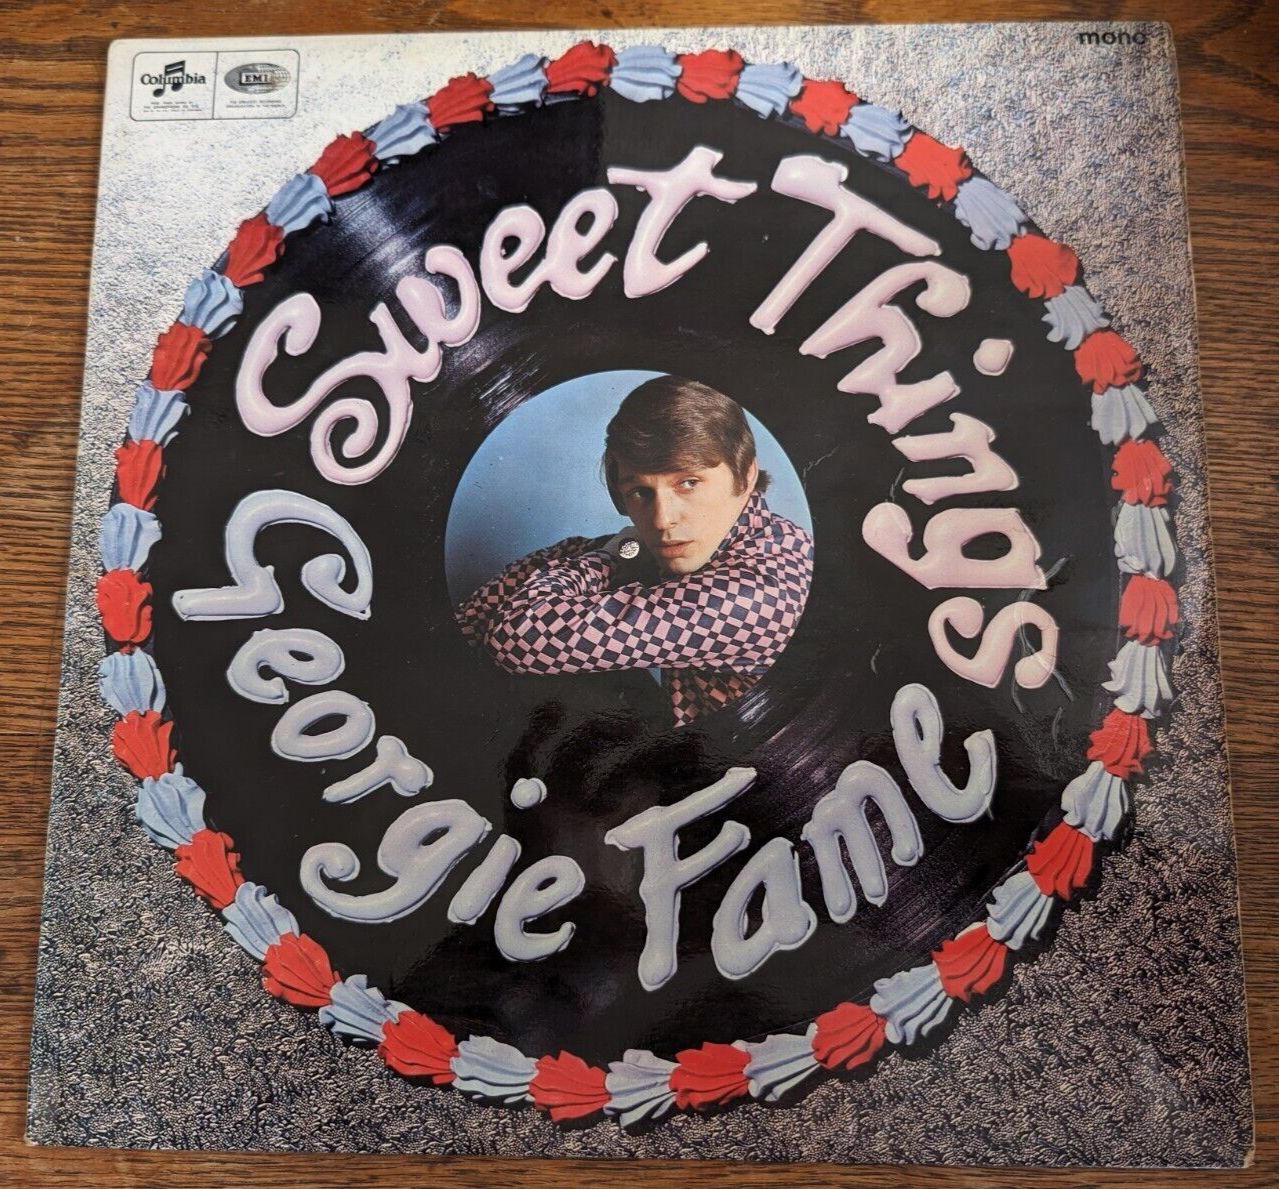 mono
Columbia
EMI
Sweet Things
Georgie Fame